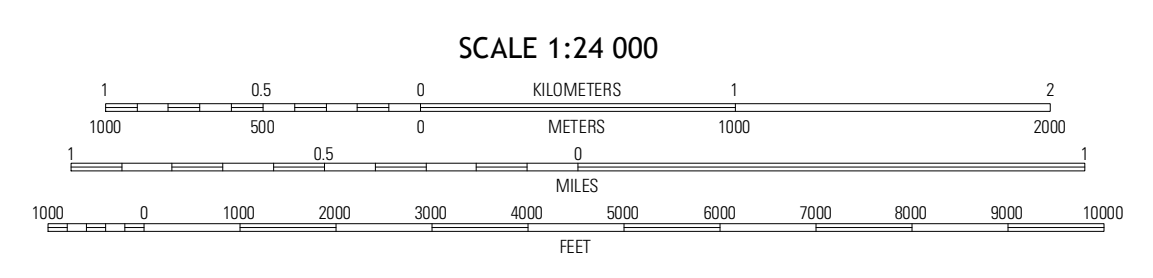 SCALE 1:24 000
1 0.5 0 KILOMETERS 1 2
1000 500 0 METERS 1000 2000
1 0.5 0 1
MILES
1000 0 1000 2000 3000 4000 5000 6000 7000 8000 9000 10000
FEET